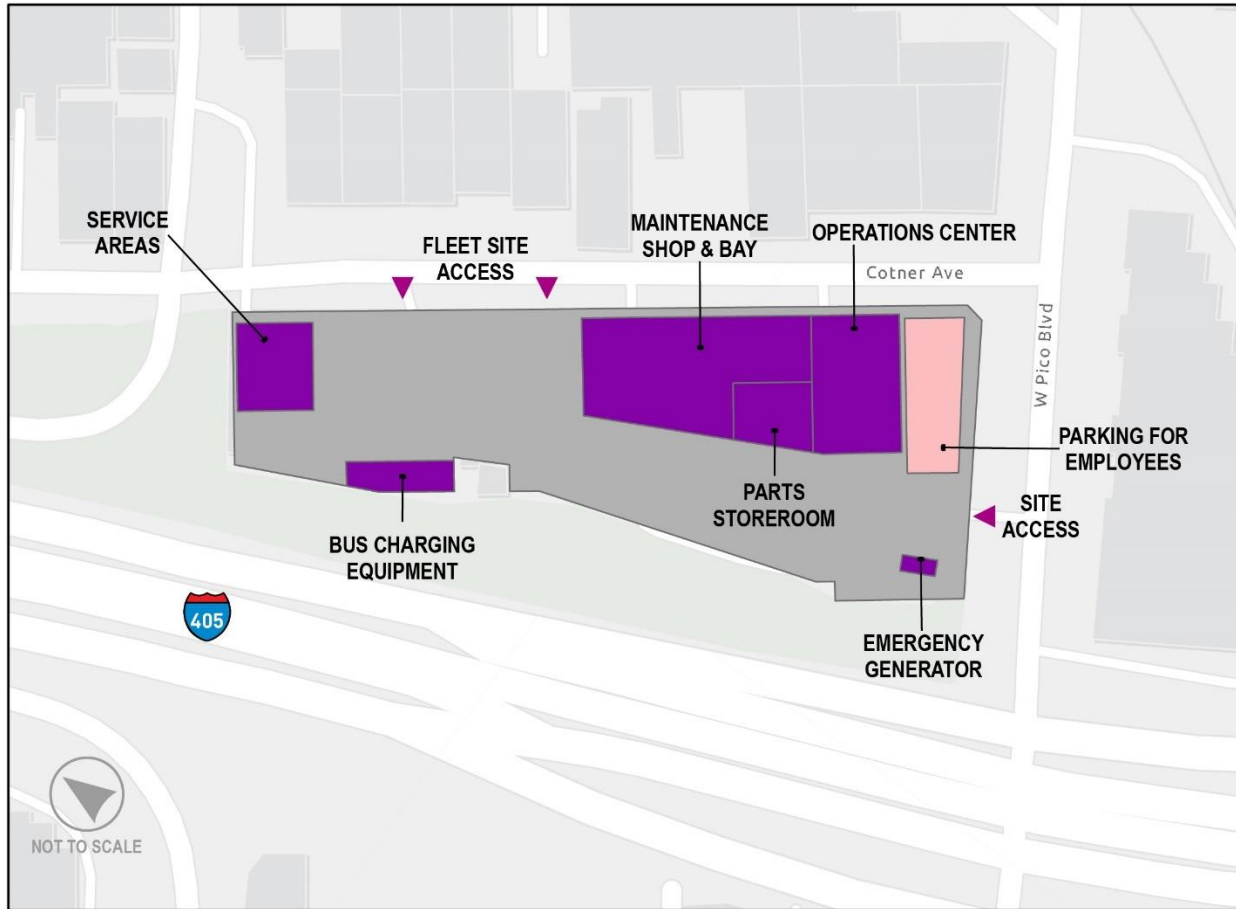 SERVICE
AREAS
FLEET SITE
ACCESS
MAINTENANCE
SHOP & BAY
OPERATIONS CENTER
Cotner Ave
W Pico Blvd
PARKING FOR
EMPLOYEES
PARTS
STOREROOM
SITE
ACCESS
BUS CHARGING
EQUIPMENT
405
EMERGENCY
GENERATOR
NOT TO SCALE